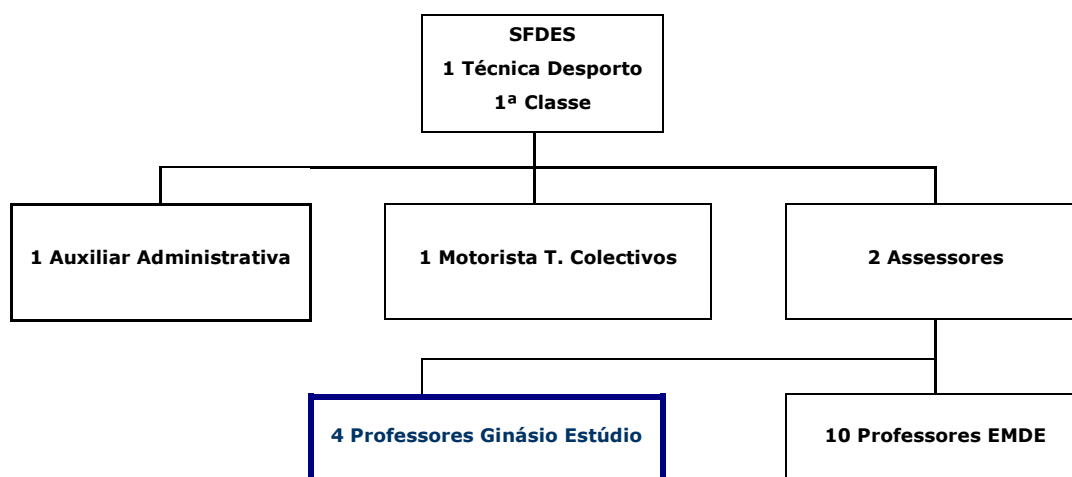 SFDES
1 Técnica Desporto
1ª Classe
1 Auxiliar Administrativa
1 Motorista T. Colectivos
2 Assessores
4 Professores Ginásio Estúdio
10 Professores EMDE